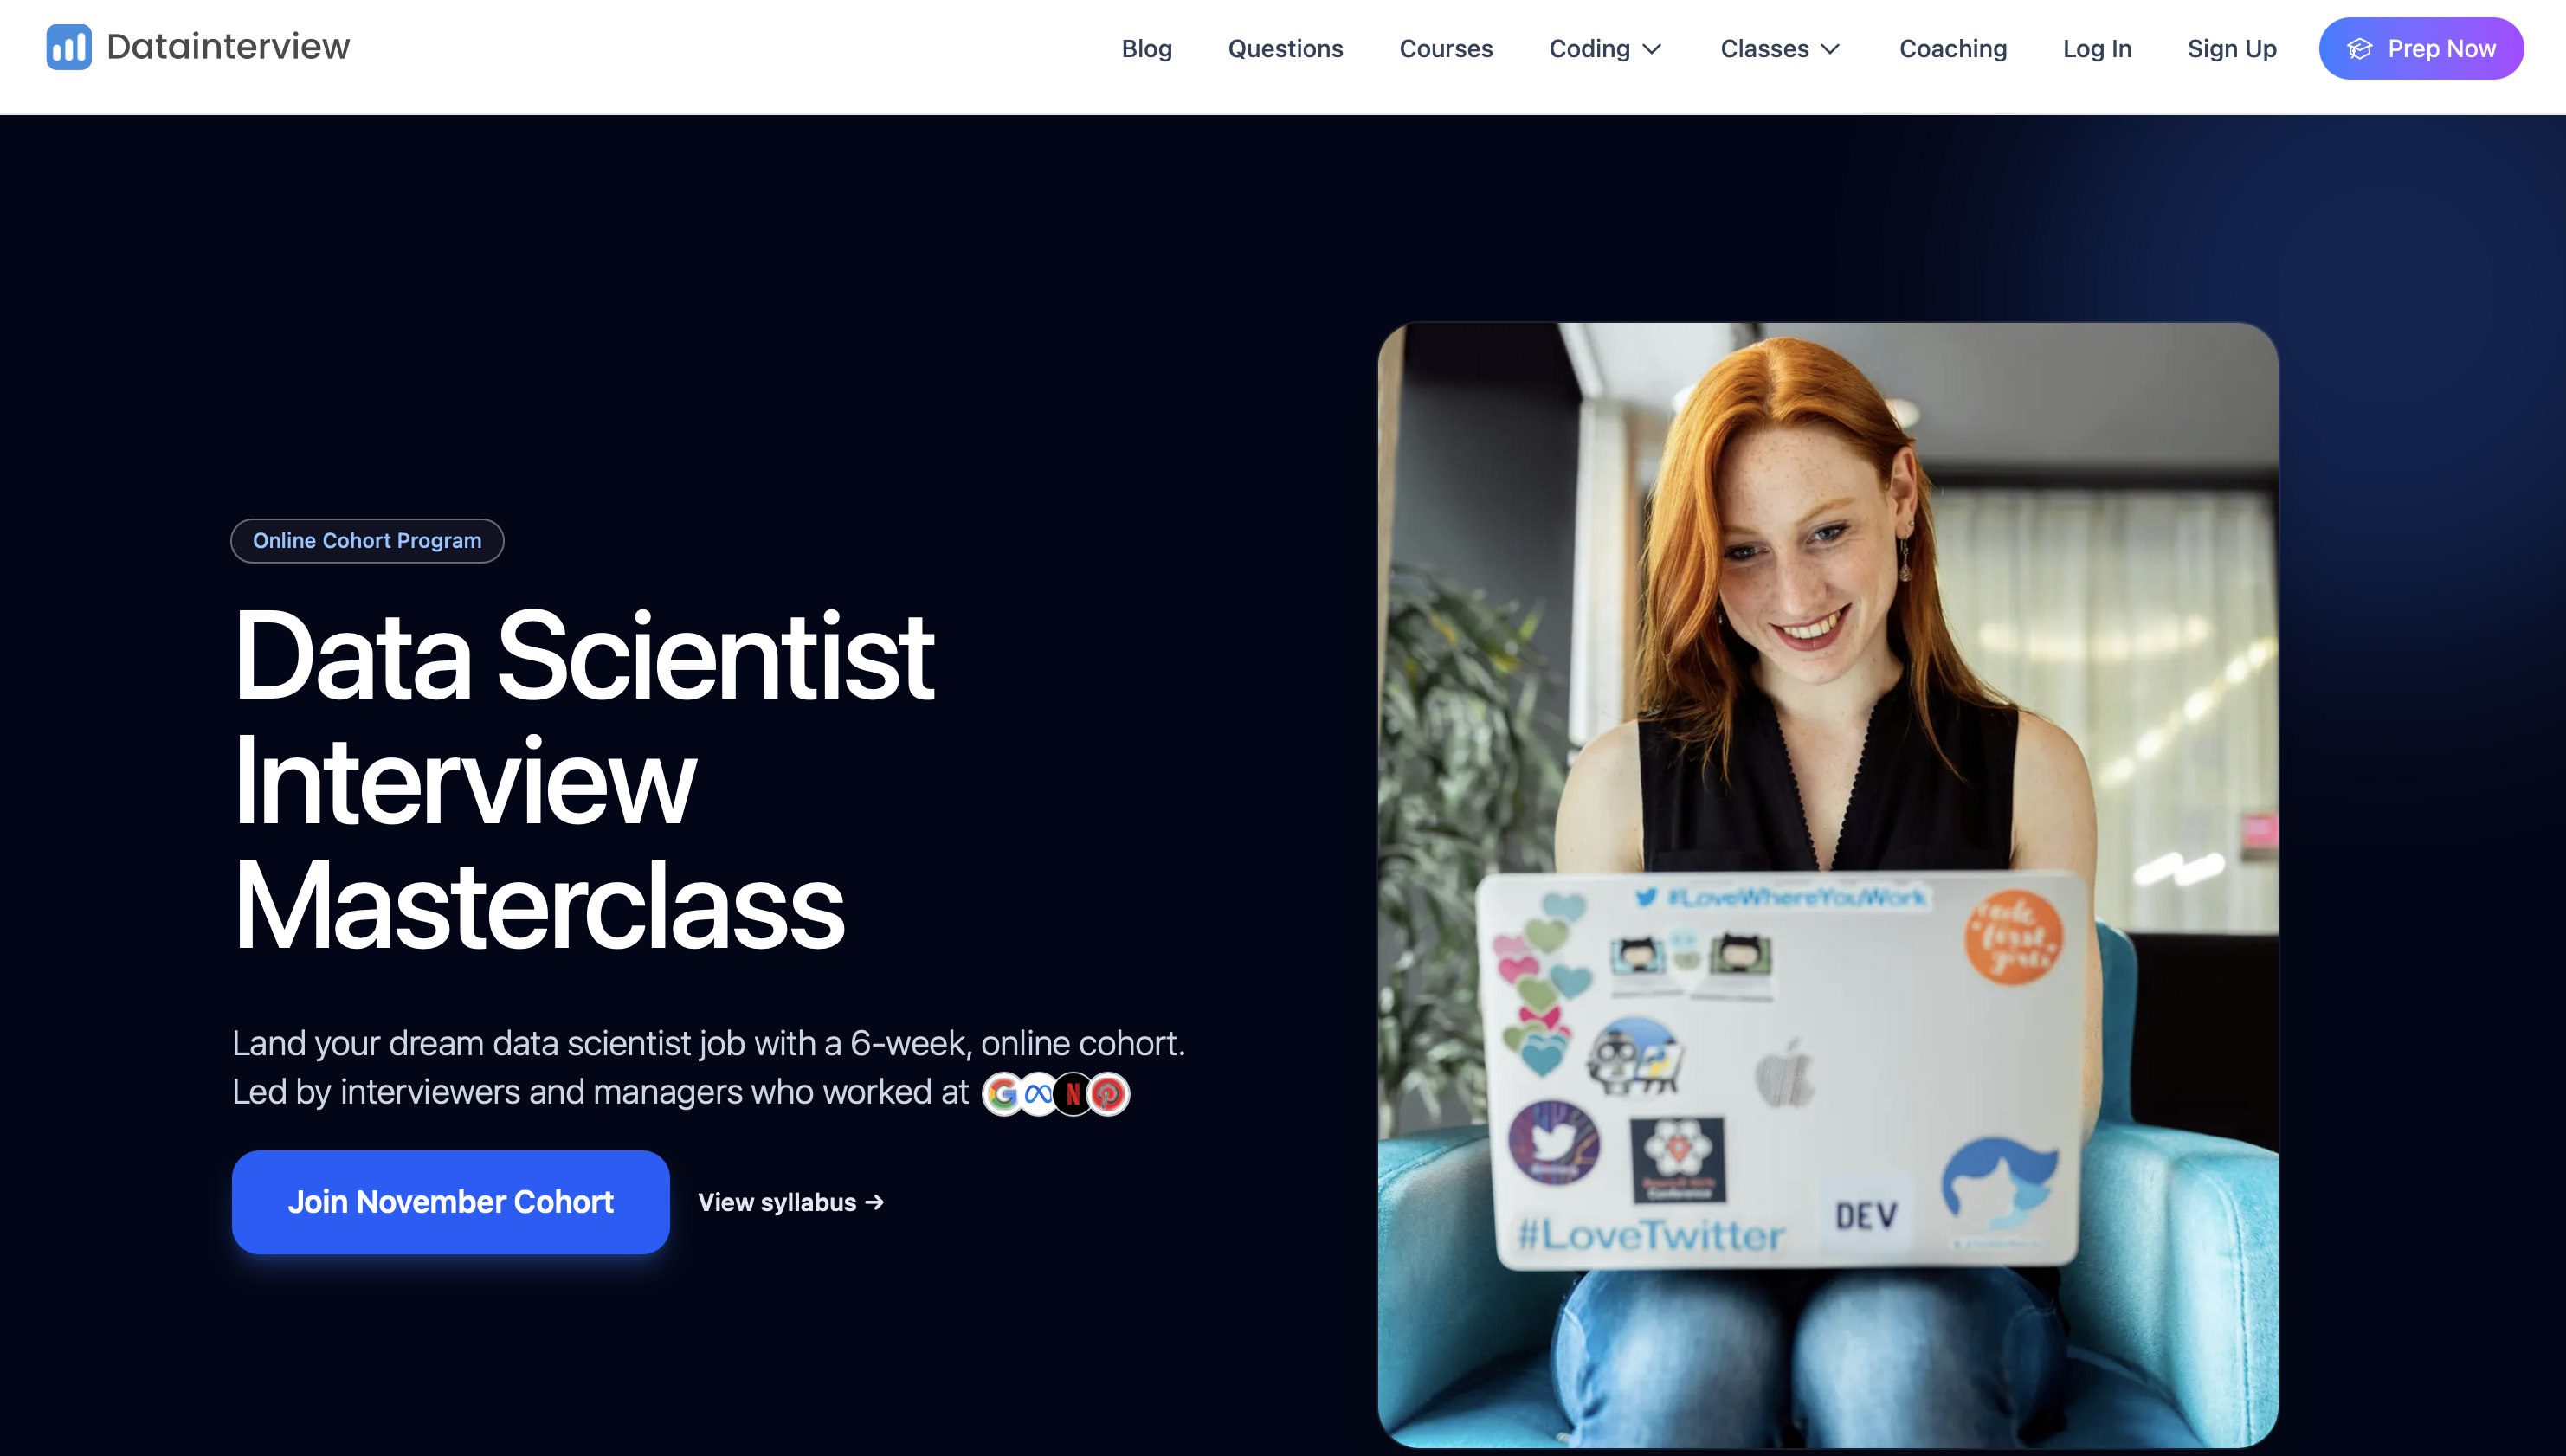 Datainterview
Blog
Questions
Courses
Coding
Classes
Coaching
Log In
Sign Up
Prep Now
Online Cohort Program
Data Scientist
Interview
Masterclass
Land your dream data scientist job with a 6-week, online cohort.
Led by interviewers and managers who worked at
Join November Cohort
View syllabus →
#LoveWhereYouWork
code
first
girls
#LoveTwitter
DEV